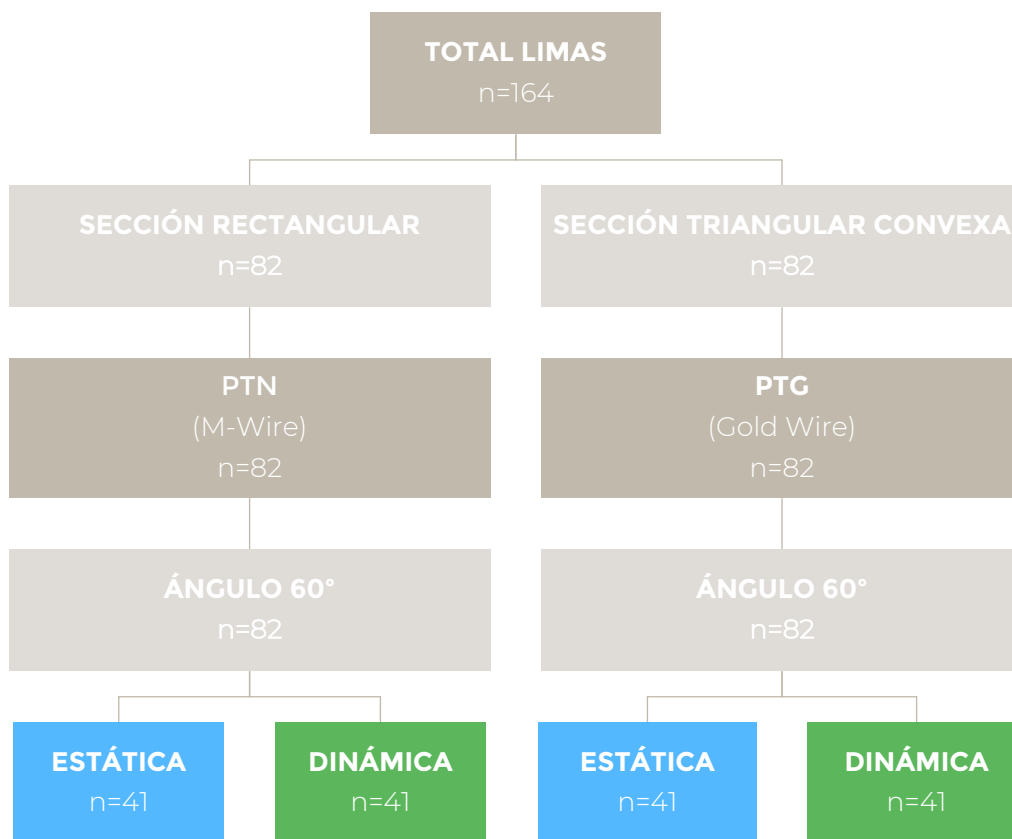 TOTAL LIMAS
n=164
SECCIÓN RECTANGULAR
n=82
SECCIÓN TRIANGULAR CONVEXA
n=82
PTN
(M-Wire)
n=82
PTG
(Gold Wire)
n=82
ÁNGULO 60°
n=82
ÁNGULO 60°
n=82
ESTÁTICA
n=41
DINÁMICA
n=41
ESTÁTICA
n=41
DINÁMICA
n=41